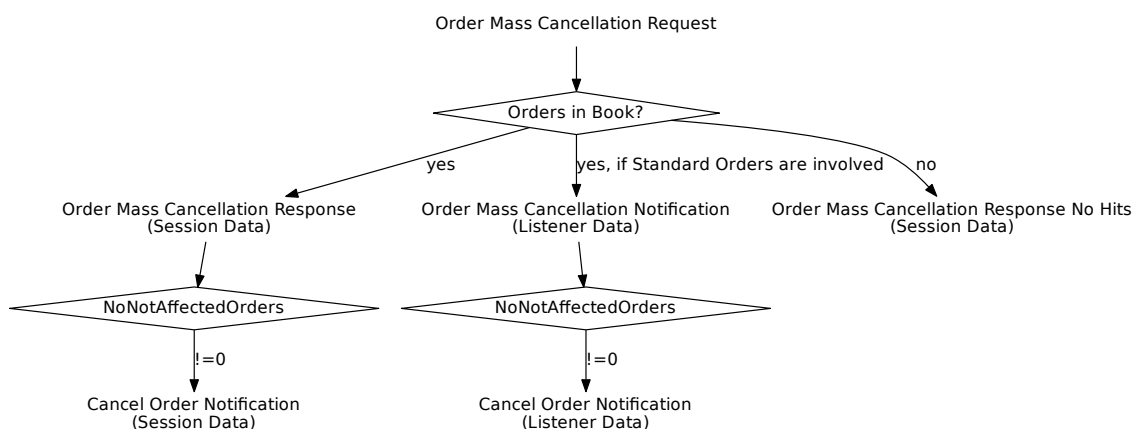 Order Mass Cancellation Request
Orders in Book?
yes
yes, if Standard Orders are involved
no
Order Mass Cancellation Response
(Session Data)
Order Mass Cancellation Notification
(Listener Data)
Order Mass Cancellation Response No Hits
(Session Data)
NoNotAffectedOrders
NoNotAffectedOrders
!=0
!=0
Cancel Order Notification
(Session Data)
Cancel Order Notification
(Listener Data)